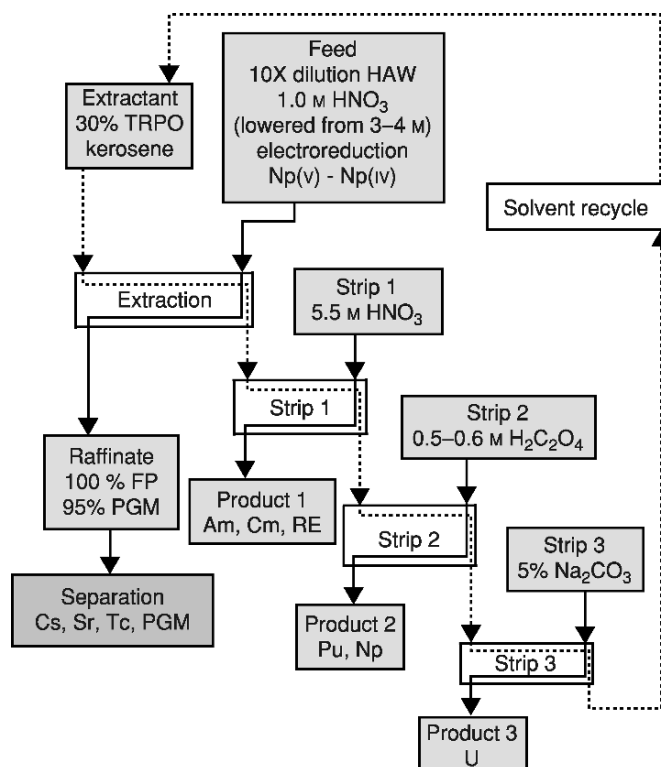 Feed
10X dilution HAW
1.0 M HNO₃
(lowered from 3–4 M)
electroreduction
Np(V) - Np(IV)
Extractant
30% TRPO
kerosene
Solvent recycle
Extraction
Strip 1
5.5 M HNO₃
Strip 1
Strip 2
0.5–0.6 M H₂C₂O₄
Raffinate
100 % FP
95% PGM
Product 1
Am, Cm, RE
Strip 2
Strip 3
5% Na₂CO₃
Separation
Cs, Sr, Tc, PGM
Product 2
Pu, Np
Strip 3
Product 3
U